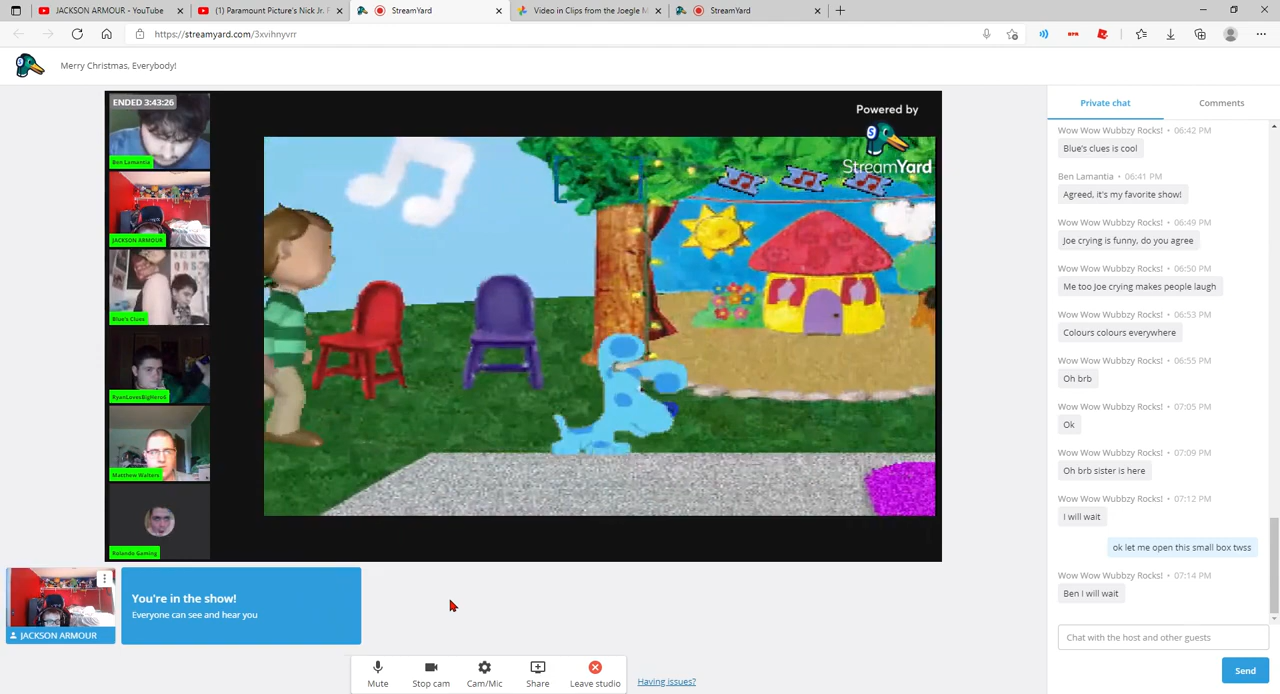 JACKSON ARMOUR - YouTube
(1) Paramount Picture's Nick Jr. F
StreamYard
Video in Clips from the Joegle M
StreamYard
https://streamyard.com/3xvihnyvrr
Merry Christmas, Everybody!
ENDED 3:43:26
Ben Lamantia
JACKSON ARMOUR
Blue's Clues
RyanLovesBigHero6
Matthew Walters
Rolando Gaming
Powered by
StreamYard
JACKSON ARMOUR
You're in the show!
Everyone can see and hear you
Mute
Stop cam
Cam/Mic
Share
Leave studio
Having issues?
Private chat
Comments
Wow Wow Wubbzy Rocks! • 06:42 PM
Blue's clues is cool
Ben Lamantia • 06:41 PM
Agreed, it's my favorite show!
Wow Wow Wubbzy Rocks! • 06:49 PM
Joe crying is funny, do you agree
Wow Wow Wubbzy Rocks! • 06:50 PM
Me too Joe crying makes people laugh
Wow Wow Wubbzy Rocks! • 06:53 PM
Colours colours everywhere
Wow Wow Wubbzy Rocks! • 06:55 PM
Oh brb
Wow Wow Wubbzy Rocks! • 07:05 PM
Ok
Wow Wow Wubbzy Rocks! • 07:09 PM
Oh brb sister is here
Wow Wow Wubbzy Rocks! • 07:12 PM
I will wait
ok let me open this small box twss
Wow Wow Wubbzy Rocks! • 07:14 PM
Ben I will wait
Chat with the host and other guests
Send